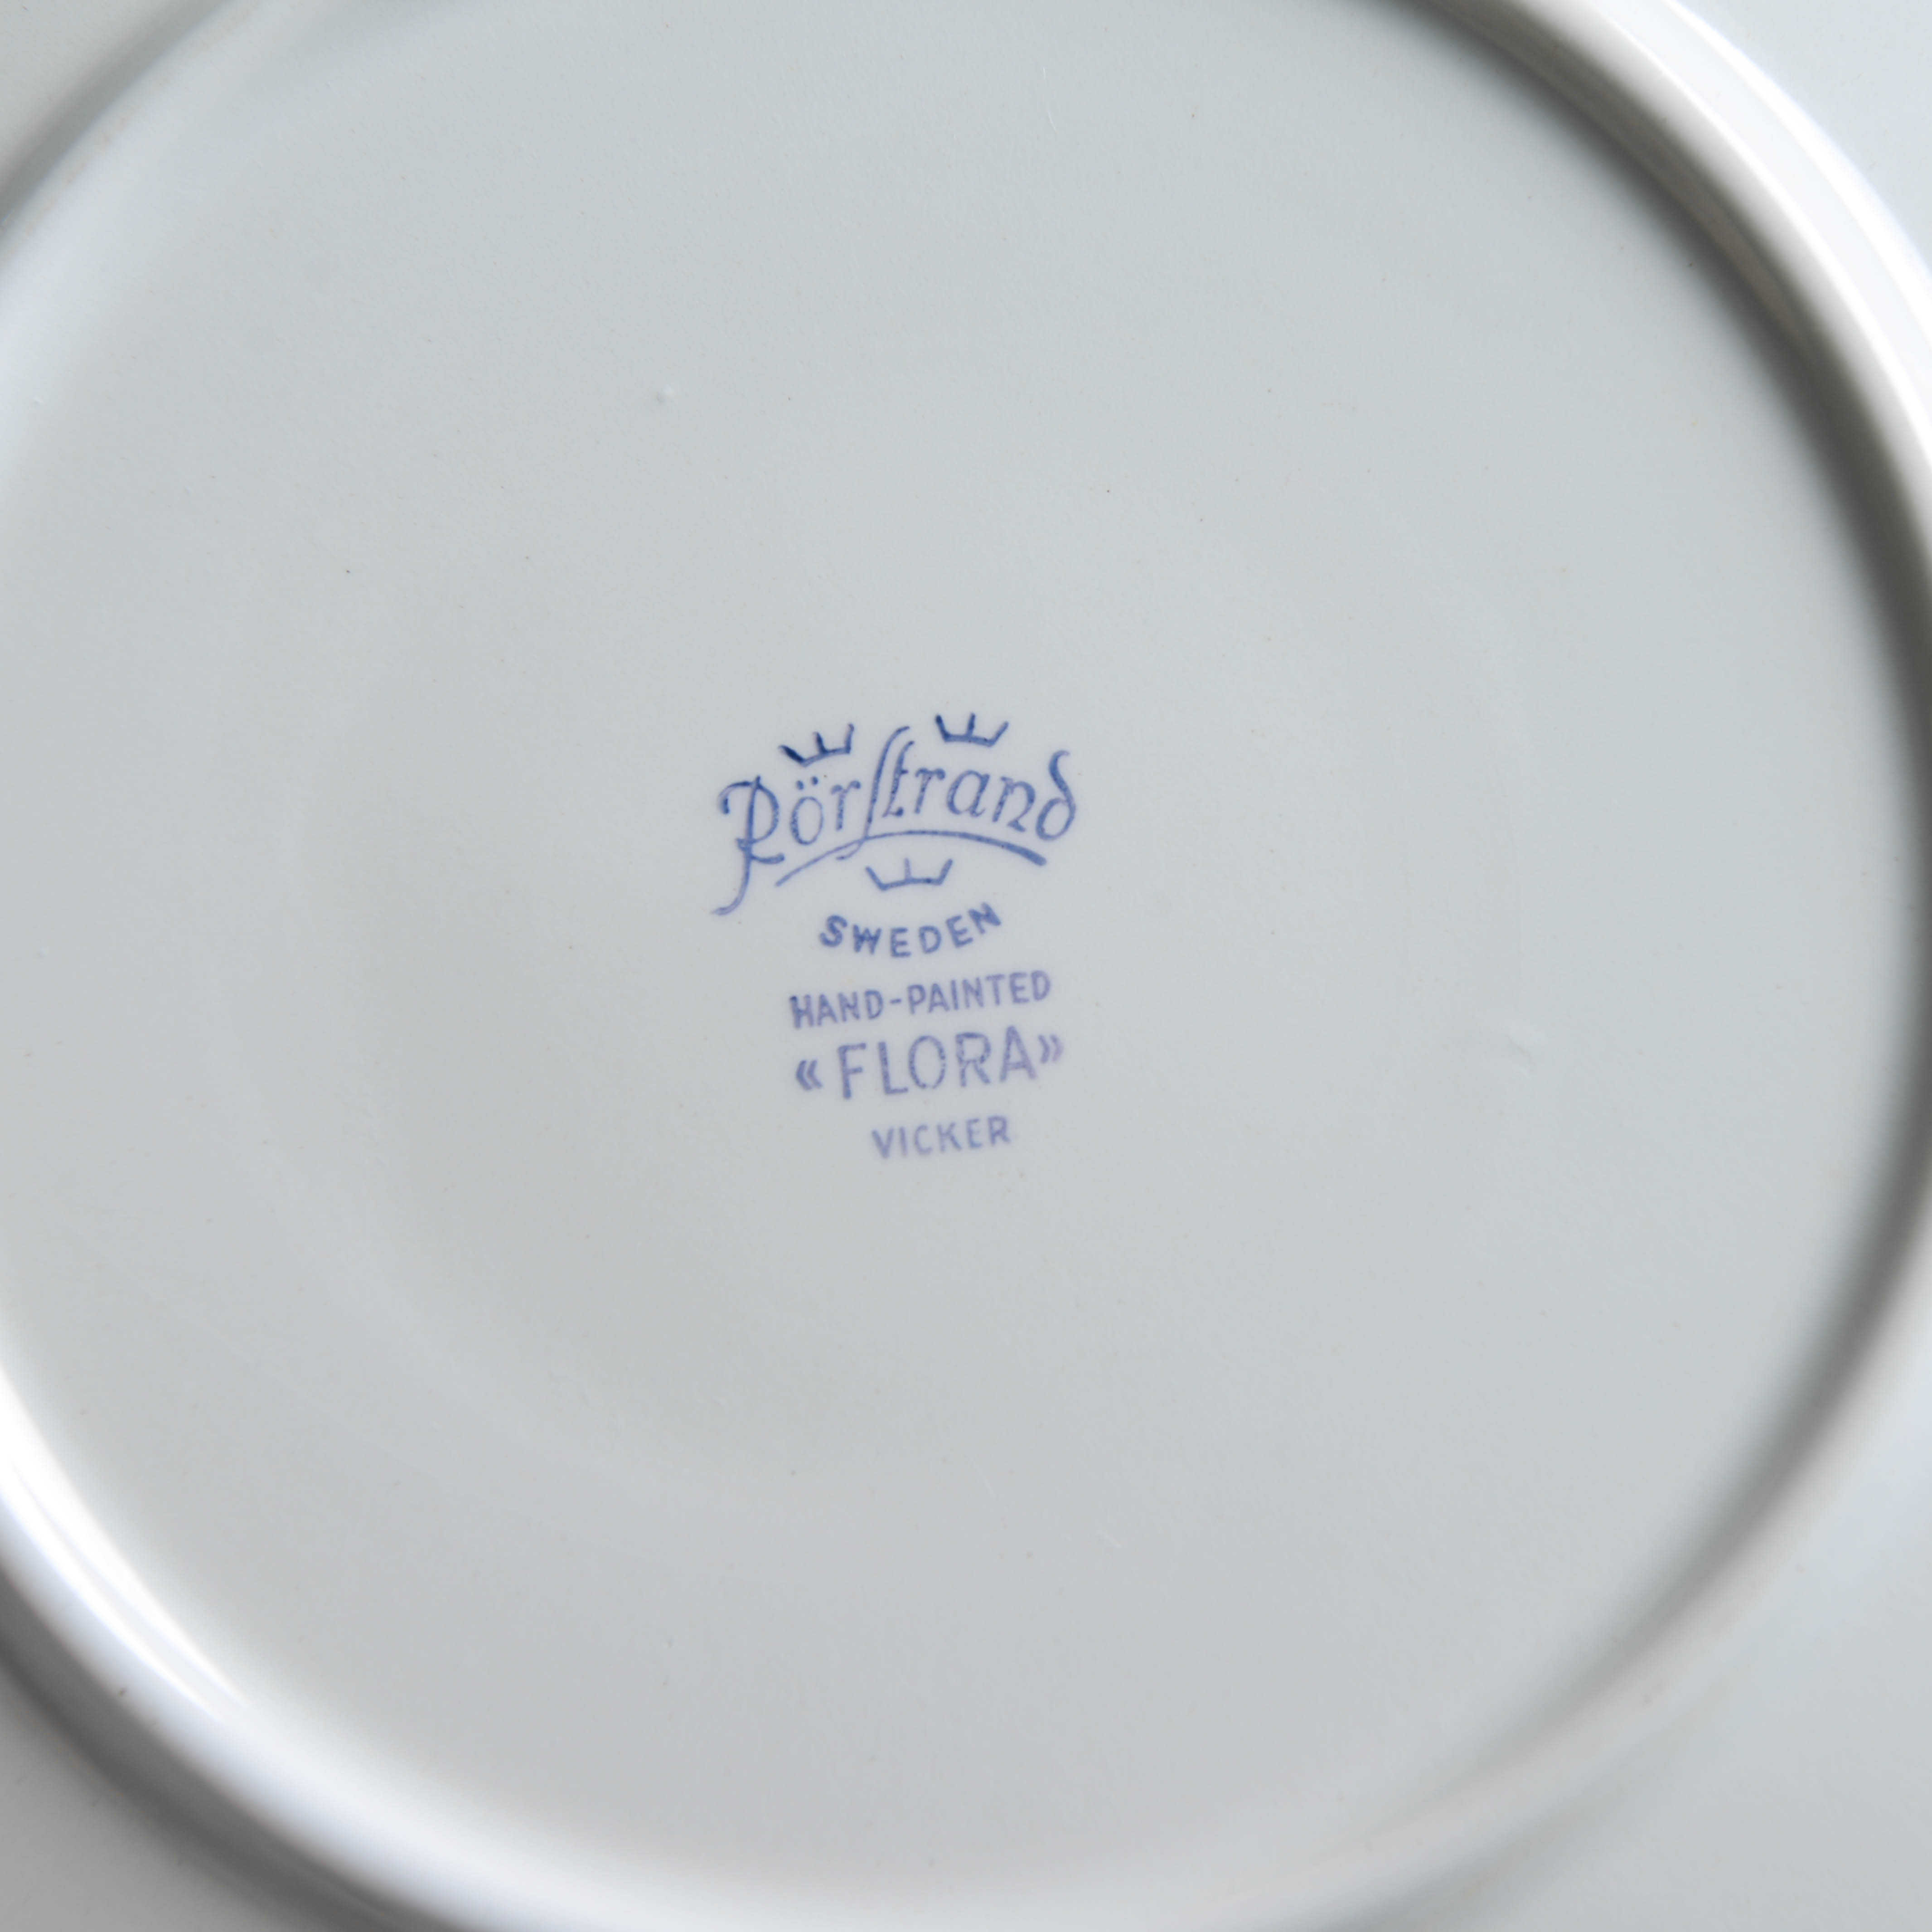 Rörstrand
SWEDEN
HAND-PAINTED
«FLORA»
VICKER